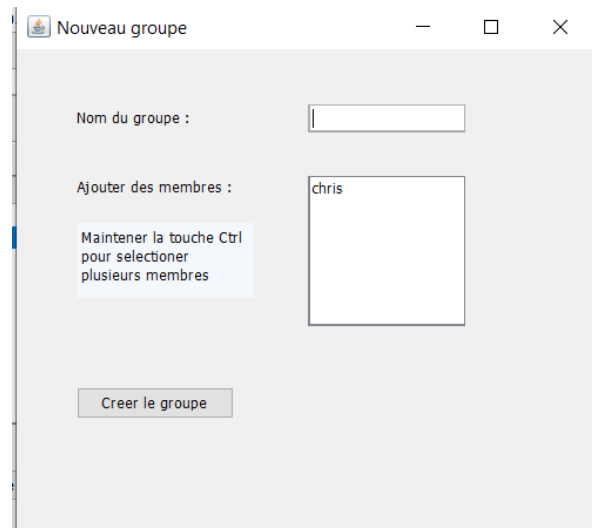 Nouveau groupe
Nom du groupe :
Ajouter des membres :
chris
Maintener la touche Ctrl
pour selectioner
plusieurs membres
Creer le groupe